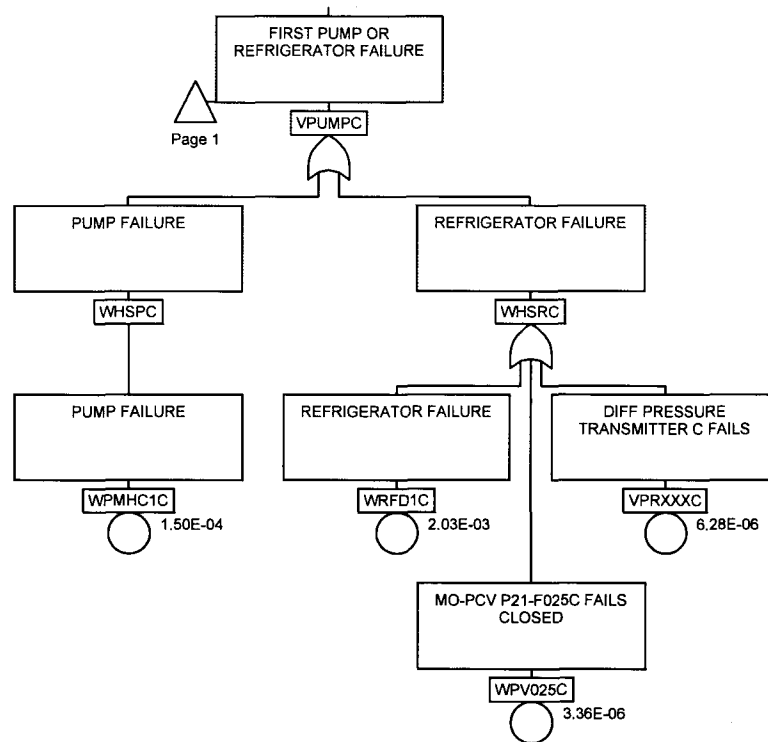 FIRST PUMP OR
REFRIGERATOR FAILURE
Page 1
VPUMPC
PUMP FAILURE
REFRIGERATOR FAILURE
WHSPC
WHSRC
PUMP FAILURE
REFRIGERATOR FAILURE
DIFF PRESSURE
TRANSMITTER C FAILS
WPMHC1C
WRFD1C
VPRXXXC
1.50E-04
2.03E-03
6.28E-06
MO-PCV P21-F025C FAILS
CLOSED
WPV025C
3.36E-06